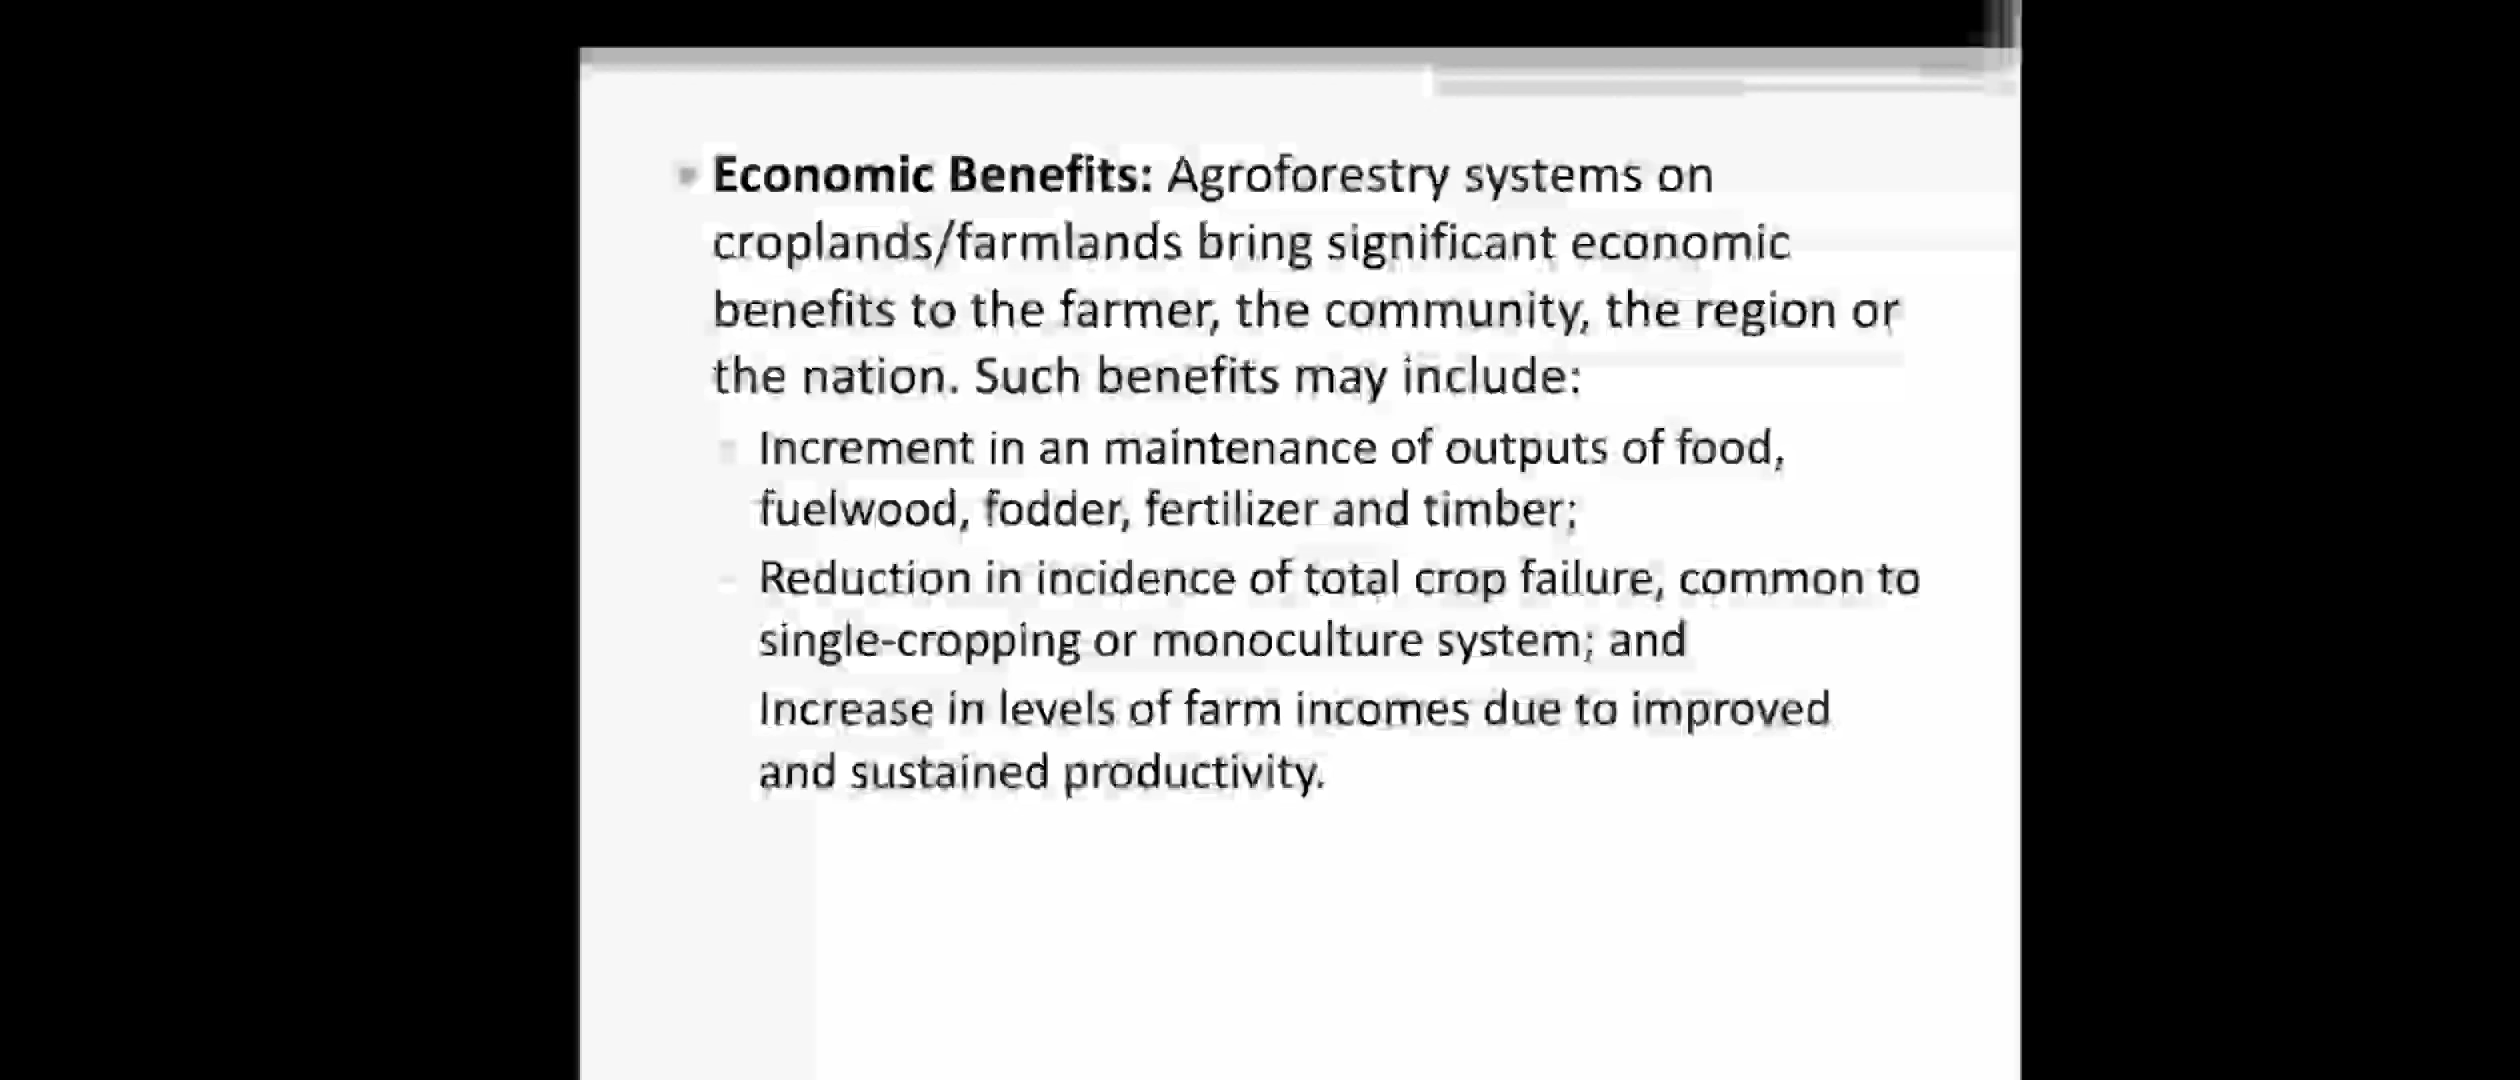 Economic Benefits: Agroforestry systems on
croplands/farmlands bring significant economic
benefits to the farmer, the community, the region or
the nation. Such benefits may include:
Increment in an maintenance of outputs of food,
fuelwood, fodder, fertilizer and timber;
Reduction in incidence of total crop failure, common to
single-cropping or monoculture system; and
Increase in levels of farm incomes due to improved
and sustained productivity.